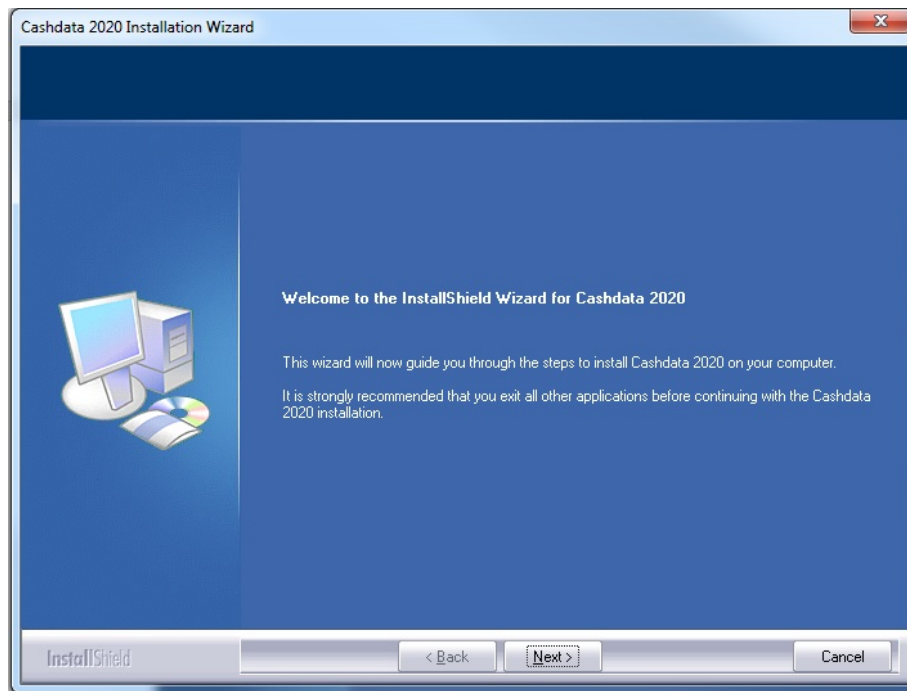 Cashdata 2020 Installation Wizard
Welcome to the InstallShield Wizard for Cashdata 2020
This wizard will now guide you through the steps to install Cashdata 2020 on your computer.
It is strongly recommended that you exit all other applications before continuing with the Cashdata
2020 installation.
InstallShield
< Back
Next >
Cancel